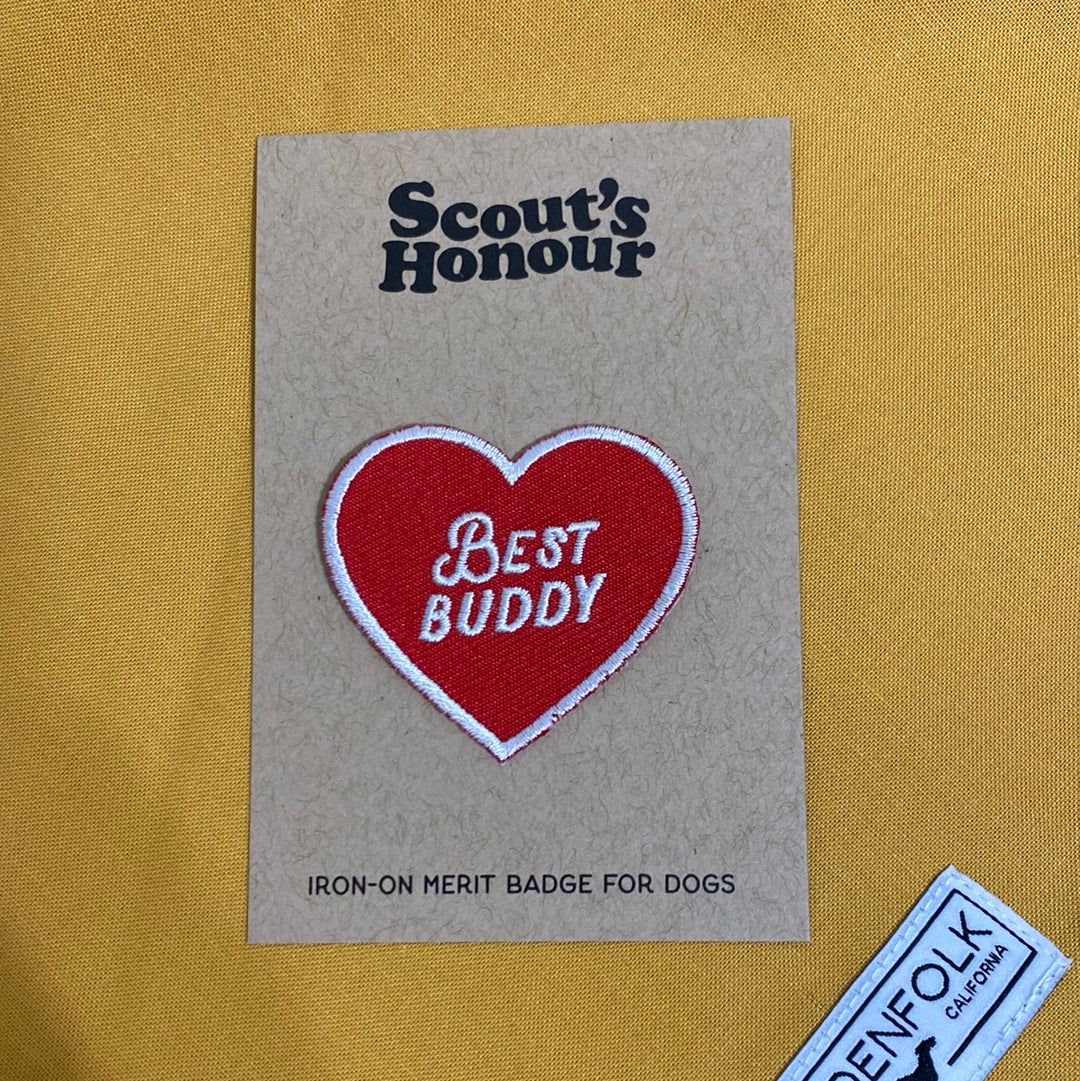 Scout's
Honour
BEST
BUDDY
IRON-ON MERIT BADGE FOR DOGS
CALIFORNIA